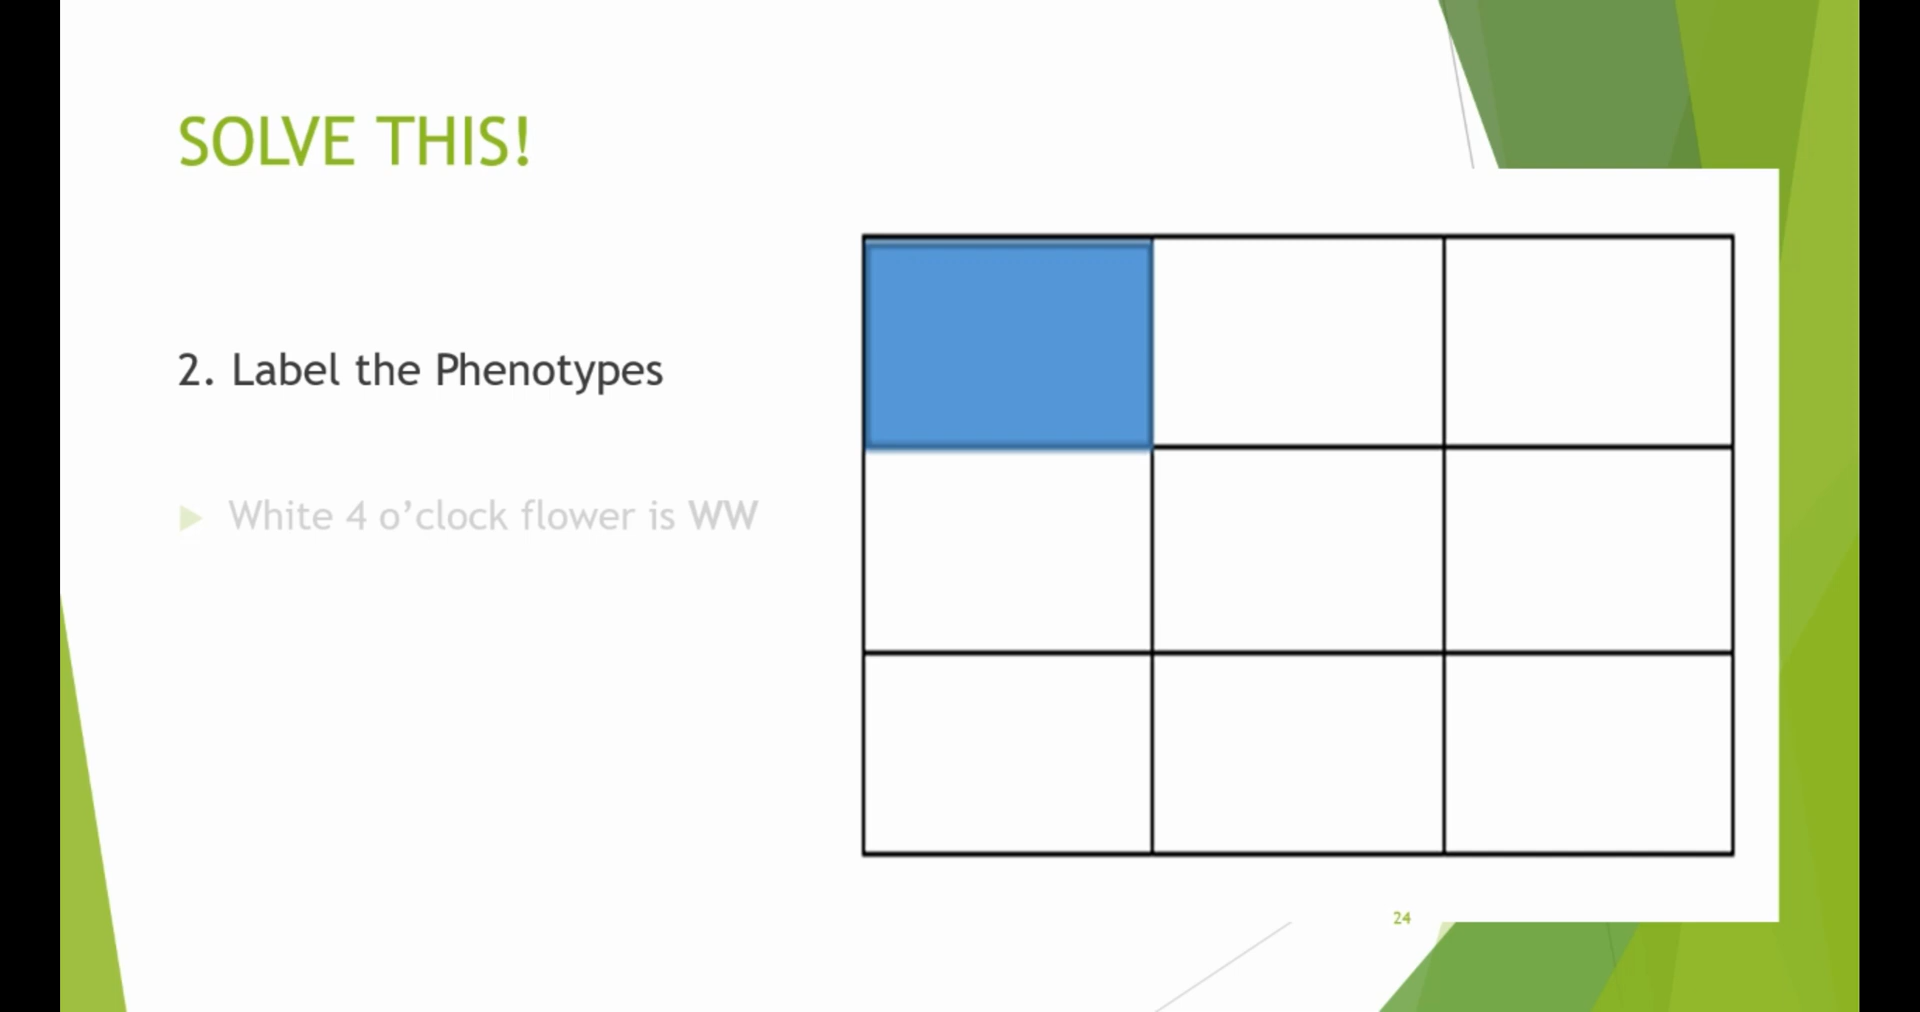 SOLVE THIS!
2. Label the Phenotypes
White 4 o’clock flower is WW
24